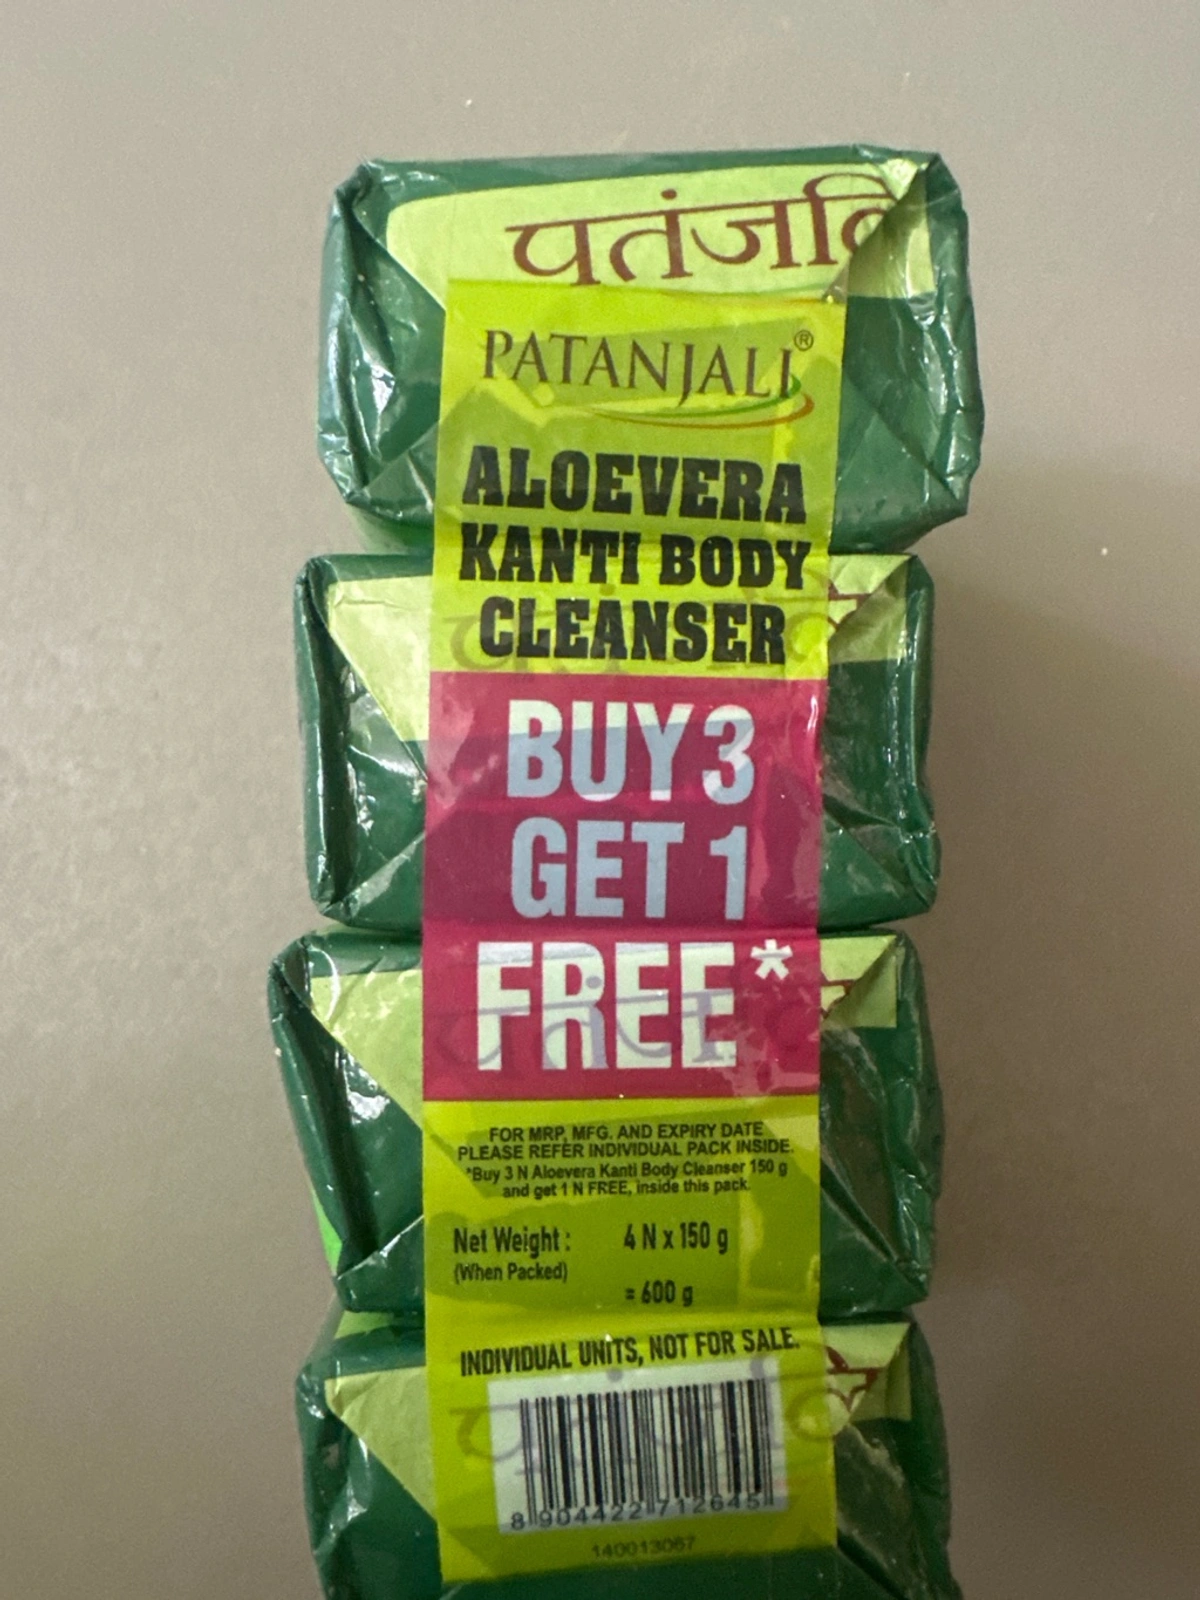 पतंजलि
PATANJALI®
ALOEVERA
KANTI BODY
CLEANSER
BUY 3
GET 1
FREE*
FOR MRP, MFG. AND EXPIRY DATE
PLEASE REFER INDIVIDUAL PACK INSIDE.
*Buy 3 N Aloevera Kanti Body Cleanser 150 g
and get 1 N FREE, inside this pack.
Net Weight : 4 N x 150 g
(When Packed)
= 600 g
INDIVIDUAL UNITS, NOT FOR SALE.
8 904422 712645
140013067